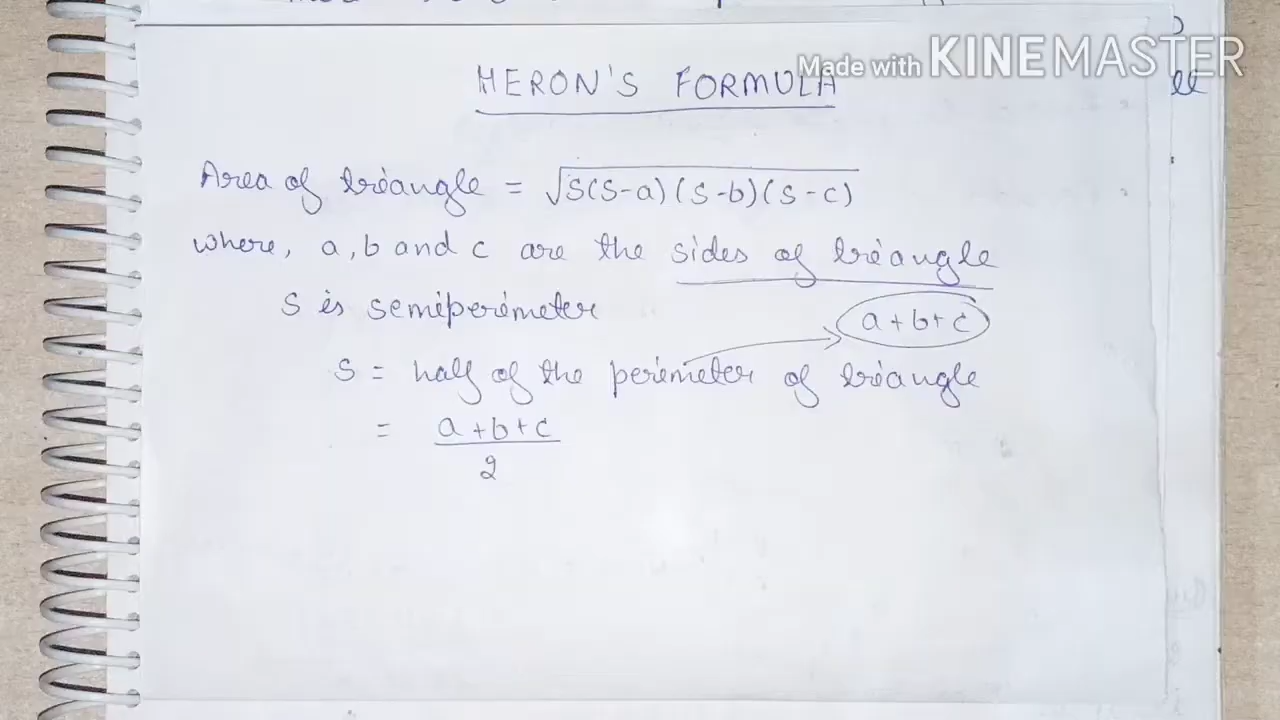 Made with KINEMASTER
HERON'S FORMULA
Area of triangle = √S(S-a)(S-b)(S-c)
where, a, b and c are the sides of triangle
S is semiperimeter
a+b+c
S = half of the perimeter of triangle
= a+b+c
2